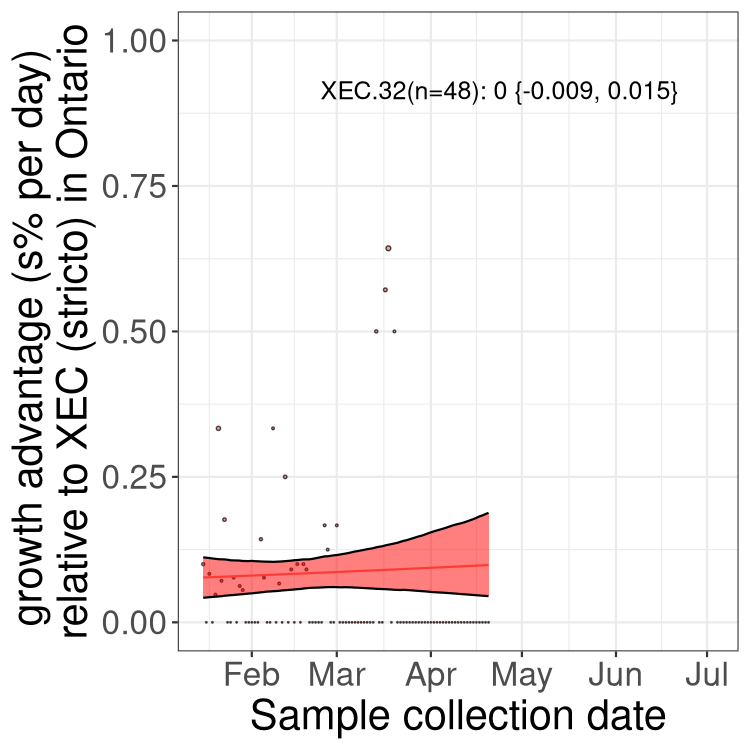 growth advantage (s% per day)
relative to XEC (stricto) in Ontario
1.00
0.75
0.50
0.25
0.00
XEC.32(n=48): 0 {-0.009, 0.015}
Feb Mar Apr May Jun Jul
Sample collection date